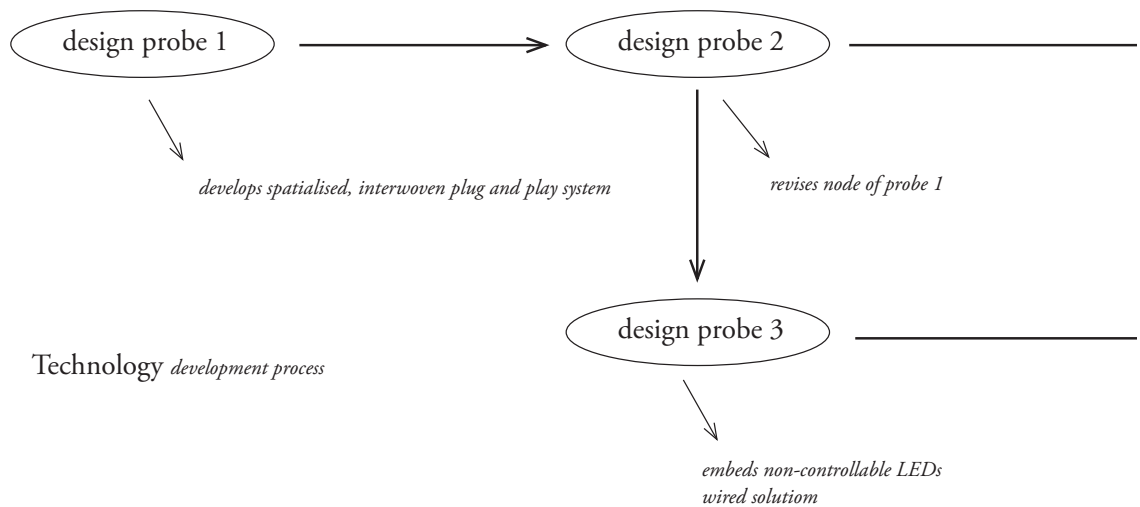 design probe 1
design probe 2
develops spatialised, interwoven plug and play system
revises node of probe 1
design probe 3
Technology development process
embeds non-controllable LEDs
wired solutiom